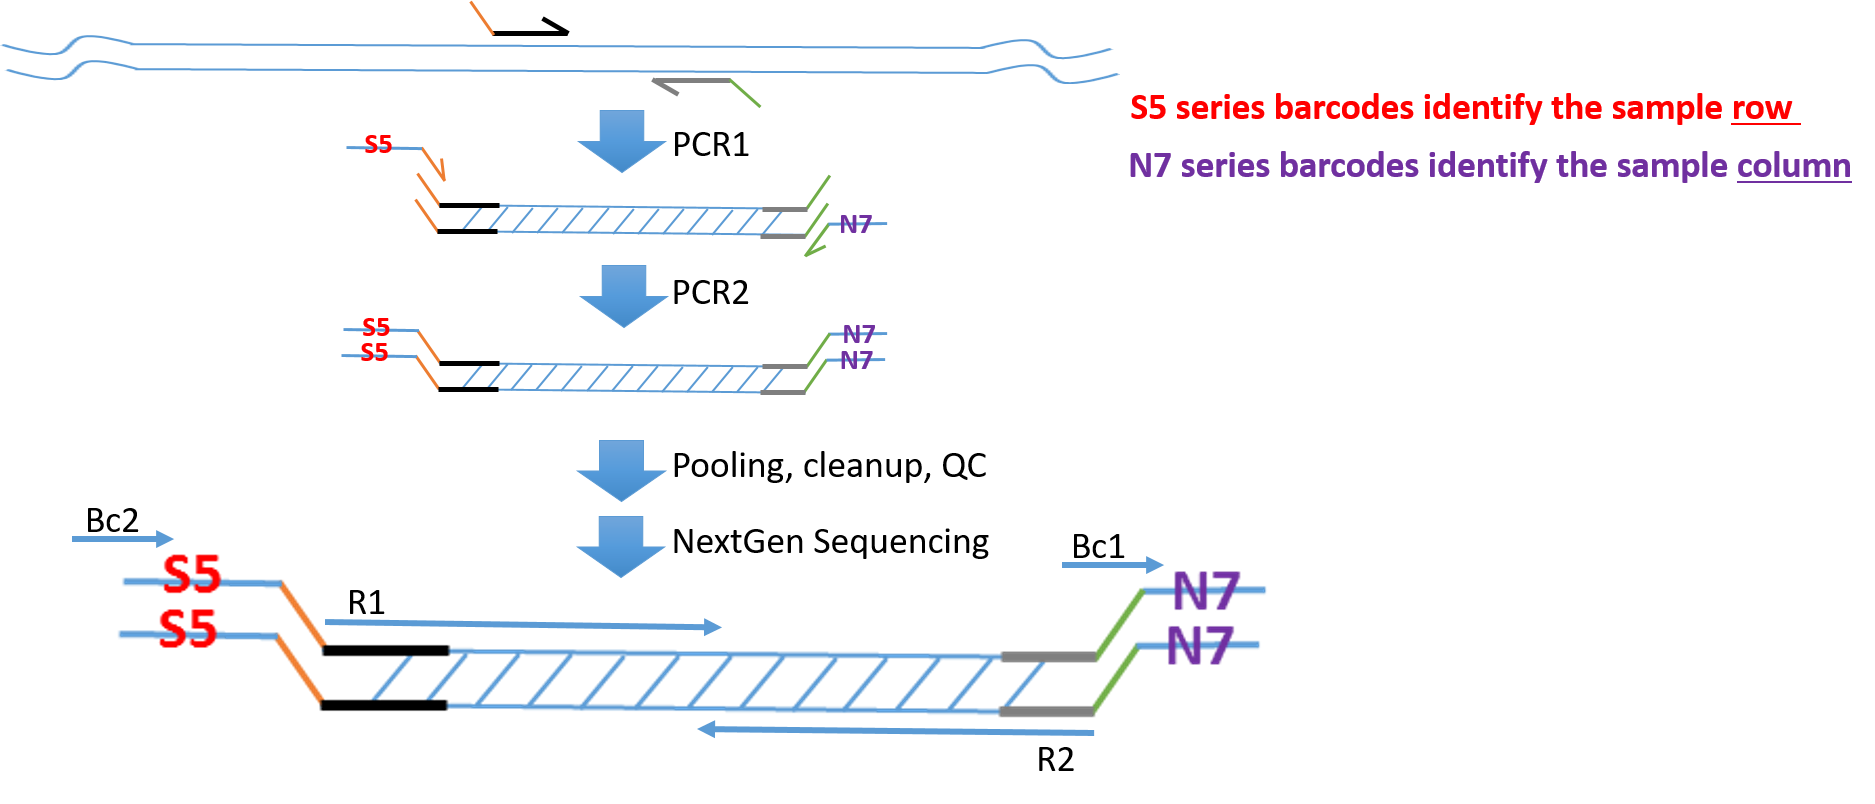 S5 series barcodes identify the sample row
N7 series barcodes identify the sample column
PCR1
S5
N7
PCR2
S5
S5
N7
N7
Pooling, cleanup, QC
NextGen Sequencing
Bc2
Bc1
S5
S5
N7
N7
R1
R2